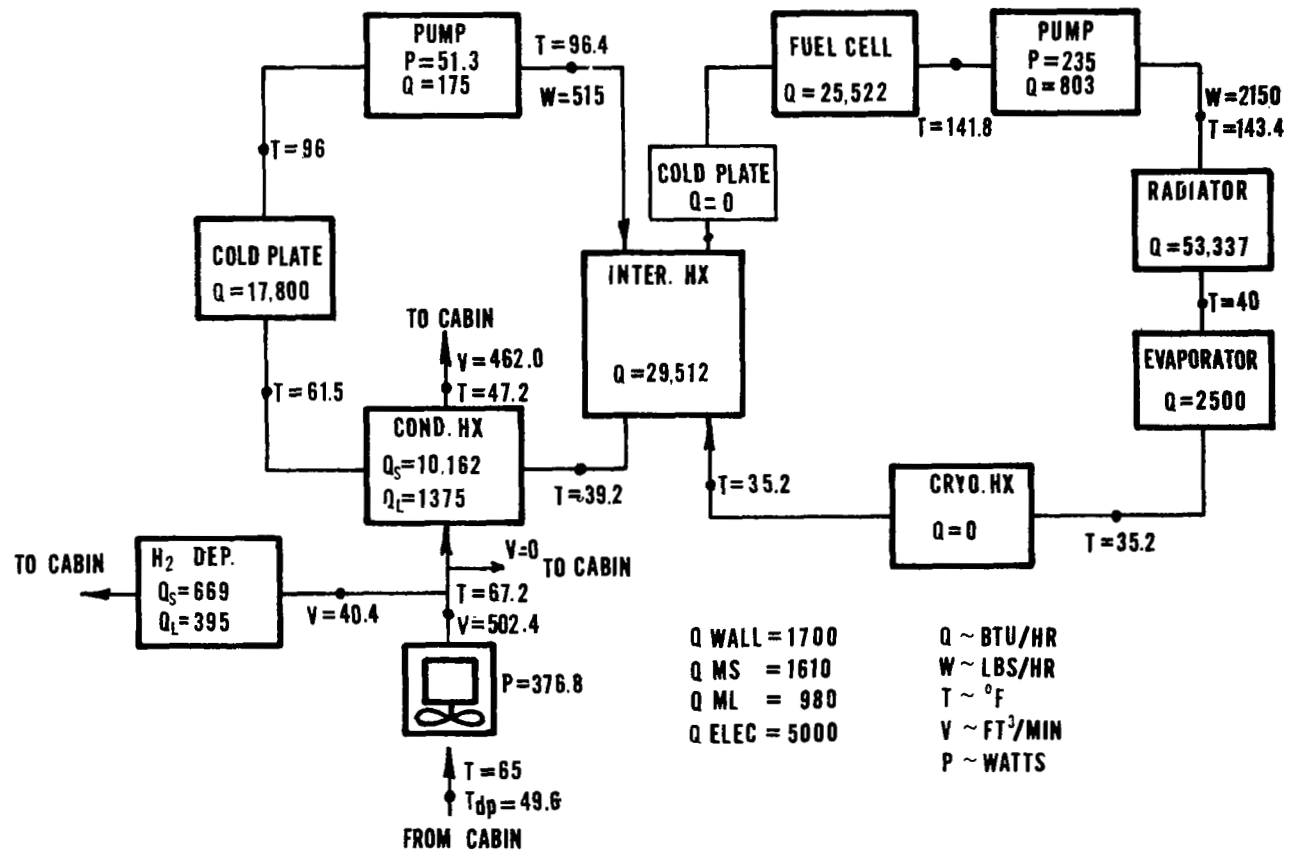 PUMP
P=51.3
Q=175
T=96.4
W=515
T=96
COLD PLATE
Q=17,800
T=61.5
TO CABIN
V=462.0
T=47.2
COND. HX
QS=10,162
QL=1375
T=39.2
INTER. HX
Q=29,512
COLD PLATE
Q=0
FUEL CELL
Q=25,522
T=141.8
PUMP
P=235
Q=803
W=2150
T=143.4
RADIATOR
Q=53,337
T=40
EVAPORATOR
Q=2500
T=35.2
CRYO. HX
Q=0
T=35.2
TO CABIN
H2 DEP.
QS=669
QL=395
V=40.4
V=0
TO CABIN
T=67.2
V=502.4
P=376.8
T=65
Tdp=49.6
FROM CABIN
Q WALL = 1700
Q MS = 1610
Q ML = 980
Q ELEC = 5000
Q ~ BTU/HR
W ~ LBS/HR
T ~ °F
V ~ FT³/MIN
P ~ WATTS